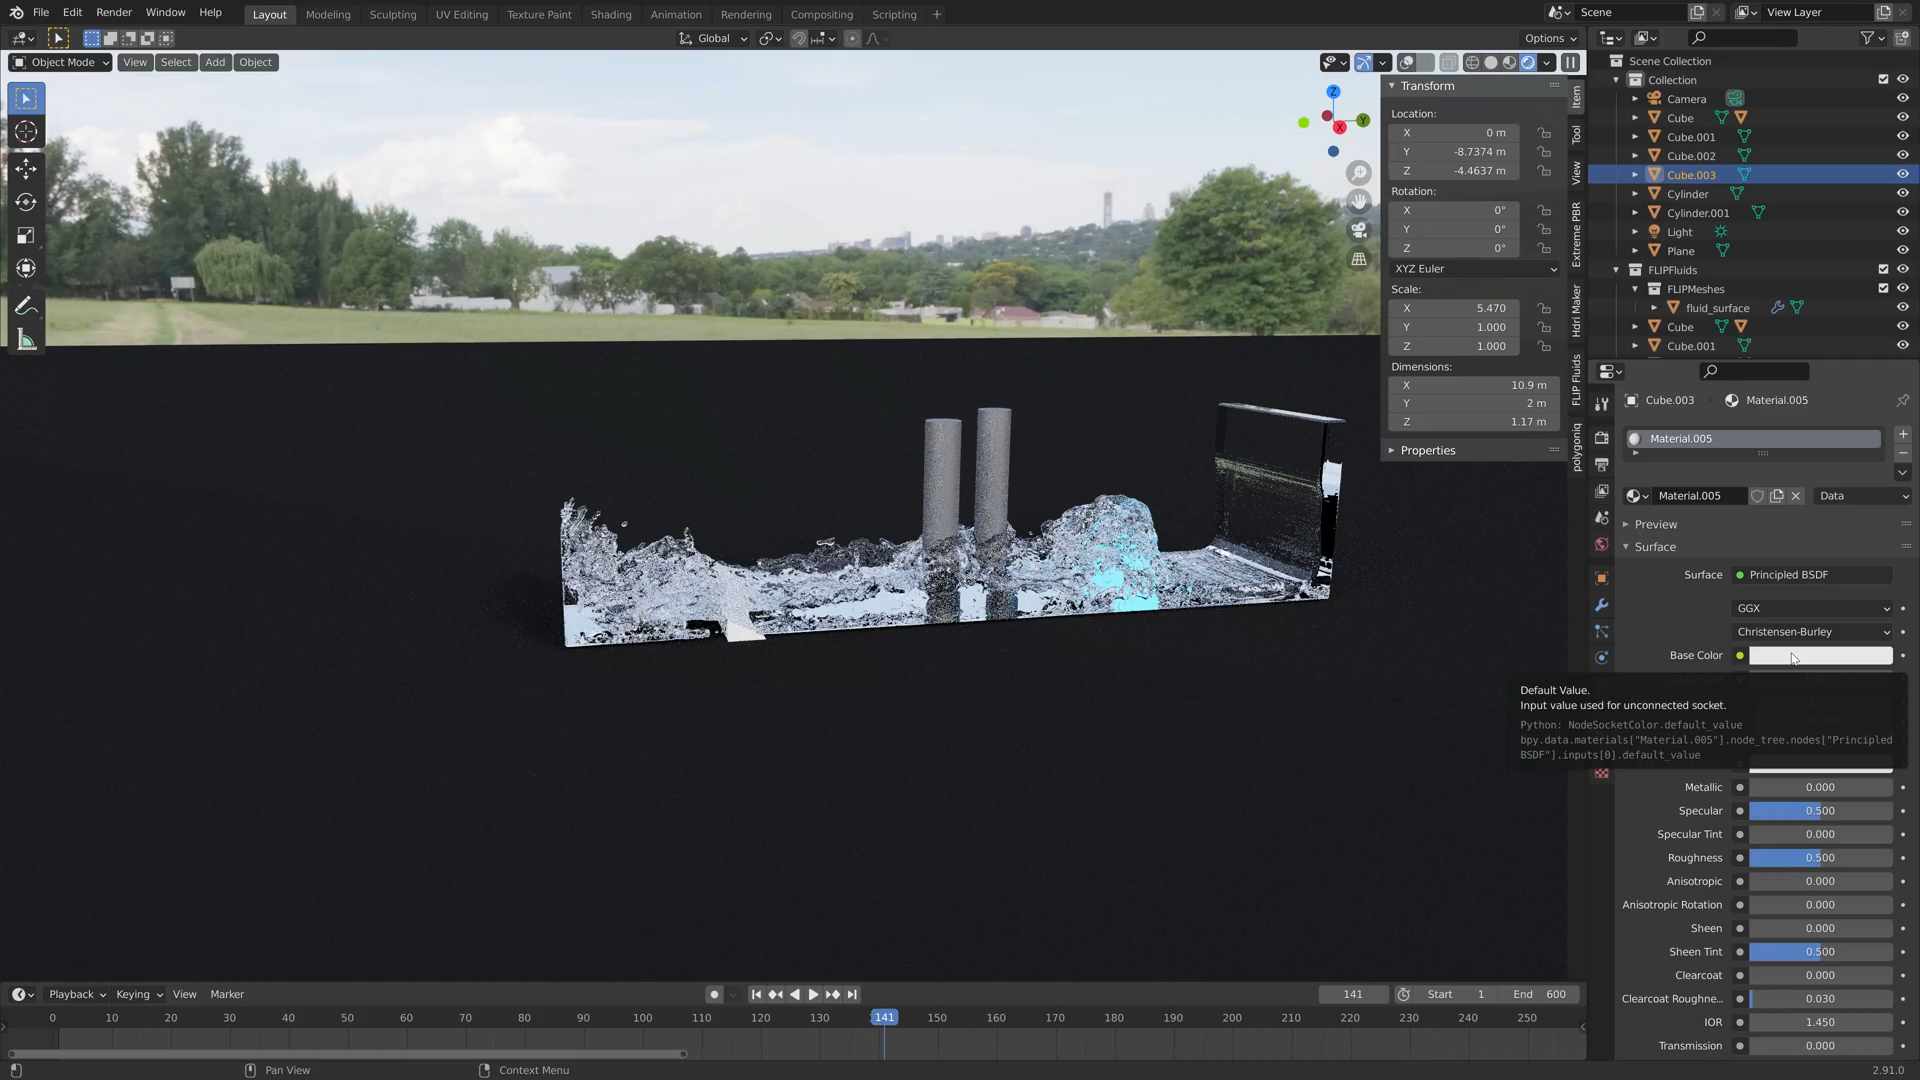 File Edit Render Window Help Layout Modeling Sculpting UV Editing Texture Paint Shading Animation Rendering Compositing Scripting + Scene View Layer
Global Options
Object Mode View Select Add Object
Scene Collection
Collection
Camera
Cube
Cube.001
Cube.002
Cube.003
Cylinder
Cylinder.001
Light
Plane
FLIPFluids
FLIPMeshes
fluid_surface
Cube
Cube.001
Z
Y
X
Transform
Location:
X 0 m
Y -8.7374 m
Z -4.4637 m
Rotation:
X 0°
Y 0°
Z 0°
XYZ Euler
Scale:
X 5.470
Y 1.000
Z 1.000
Dimensions:
X 10.9 m
Y 2 m
Z 1.17 m
Properties
Item
Tool
View
Extreme PBR
Hdri Maker
FLIP Fluids
polygoniq
Cube.003 Material.005
Material.005
Material.005 Data
Preview
Surface
Surface Principled BSDF
GGX
Christensen-Burley
Base Color
Default Value.
Input value used for unconnected socket.
Python: NodeSocketColor.default_value
bpy.data.materials["Material.005"].node_tree.nodes["Principled
BSDF"].inputs[0].default_value
Metallic 0.000
Specular 0.500
Specular Tint 0.000
Roughness 0.500
Anisotropic 0.000
Anisotropic Rotation 0.000
Sheen 0.000
Sheen Tint 0.500
Clearcoat 0.000
Clearcoat Roughne... 0.030
IOR 1.450
Transmission 0.000
Playback Keying View Marker 141 Start 1 End 600
0 10 20 30 40 50 60 70 80 90 100 110 120 130 141 150 160 170 180 190 200 210 220 230 240 250
Pan View Context Menu 2.91.0